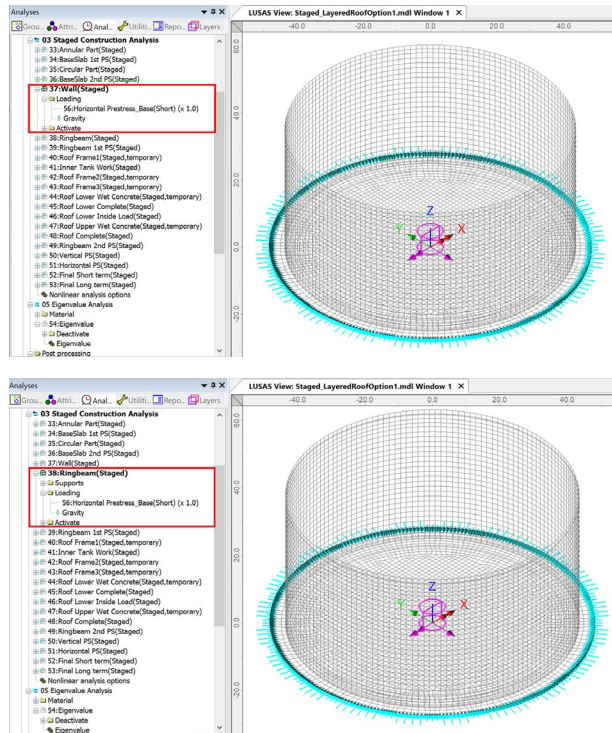 Analyses
Grou... Attri... Anal... Utiliti... Repo... Layers
03 Staged Construction Analysis
33:Annular Part(Staged)
34:BaseSlab 1st PS(Staged)
35:Circular Part(Staged)
36:BaseSlab 2nd PS(Staged)
37:Wall(Staged)
Loading
56:Horizontal Prestress_Base(Short) (x 1.0)
Gravity
Activate
38:Ringbeam(Staged)
39:Ringbeam 1st PS(Staged)
40:Roof Frame1(Staged,temporary
41:Inner Tank Work(Staged)
42:Roof Frame2(Staged,temporary
43:Roof Frame3(Staged,temporary)
44:Roof Lower Wet Concrete(Staged,temporary)
45:Roof Lower Complete(Staged)
46:Roof Lower Inside Load(Staged)
47:Roof Upper Wet Concrete(Staged,temporary)
48:Roof Complete(Staged)
49:Ringbeam 2nd PS(Staged)
50:Vertical PS(Staged)
51:Horizontal PS(Staged)
52:Final Short term(Staged)
53:Final Long term(Staged)
Nonlinear analysis options
05 Eigenvalue Analysis
Material
54:Eigenvalue
Deactivate
Eigenvalue
Post processing
LUSAS View: Staged_LayeredRoofOption1.mdl Window 1 X
-40.0 -20.0 0.0 20.0 40.0
60.0
40.0
20.0
0.0
-20.0
Z
Y
X
Analyses
Grou... Attri... Anal... Utiliti... Repo... Layers
03 Staged Construction Analysis
33:Annular Part(Staged)
34:BaseSlab 1st PS(Staged)
35:Circular Part(Staged)
36:BaseSlab 2nd PS(Staged)
37:Wall(Staged)
38:Ringbeam(Staged)
Supports
Loading
56:Horizontal Prestress_Base(Short) (x 1.0)
Gravity
Activate
39:Ringbeam 1st PS(Staged)
40:Roof Frame1(Staged,temporary
41:Inner Tank Work(Staged)
42:Roof Frame2(Staged,temporary
43:Roof Frame3(Staged,temporary)
44:Roof Lower Wet Concrete(Staged,temporary)
45:Roof Lower Complete(Staged)
46:Roof Lower Inside Load(Staged)
47:Roof Upper Wet Concrete(Staged,temporary)
48:Roof Complete(Staged)
49:Ringbeam 2nd PS(Staged)
50:Vertical PS(Staged)
51:Horizontal PS(Staged)
52:Final Short term(Staged)
53:Final Long term(Staged)
Nonlinear analysis options
05 Eigenvalue Analysis
Material
54:Eigenvalue
Deactivate
Eigenvalue
LUSAS View: Staged_LayeredRoofOption1.mdl Window 1 X
-40.0 -20.0 0.0 20.0 40.0
60.0
40.0
20.0
0.0
-20.0
Z
Y
X